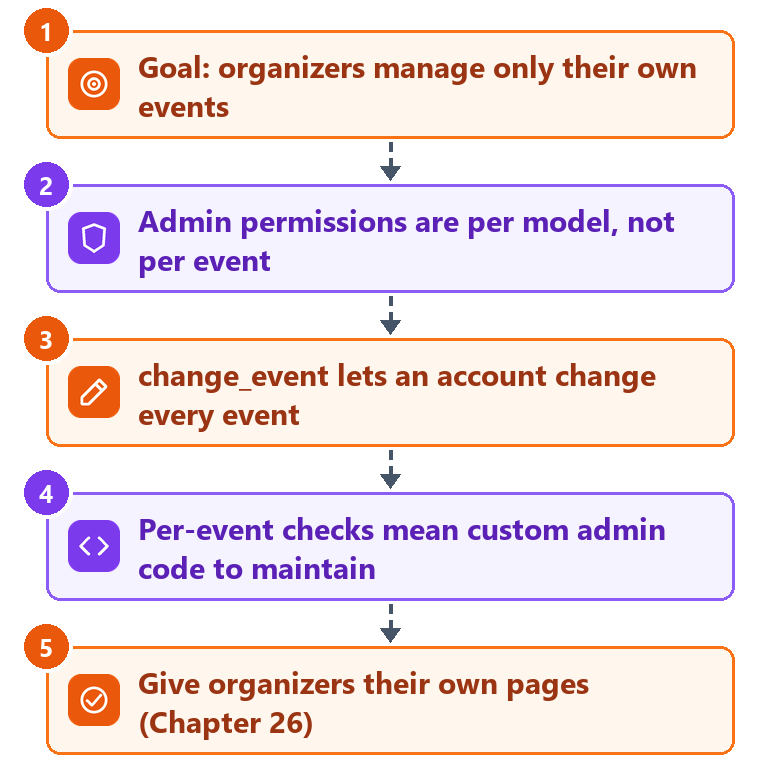 1
Goal: organizers manage only their own
events
2
Admin permissions are per model, not
per event
3
change_event lets an account change
every event
4
Per-event checks mean custom admin
code to maintain
5
Give organizers their own pages
(Chapter 26)